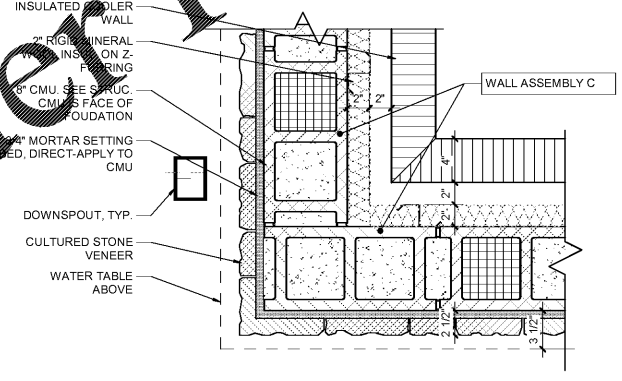 INSULATED COOLER
WALL
2" RIGID MINERAL
WOOL INSUL ON Z-
FURRING
8" CMU. SEE STRUC.
CMU IS FACE OF
FOUDATION
3/4" MORTAR SETTING
BED, DIRECT-APPLY TO
CMU
DOWNSPOUT, TYP.
CULTURED STONE
VENEER
WATER TABLE
ABOVE
WALL ASSEMBLY C
2"
2"
4"
2"
2"
2 1/2"
3 1/2"
er